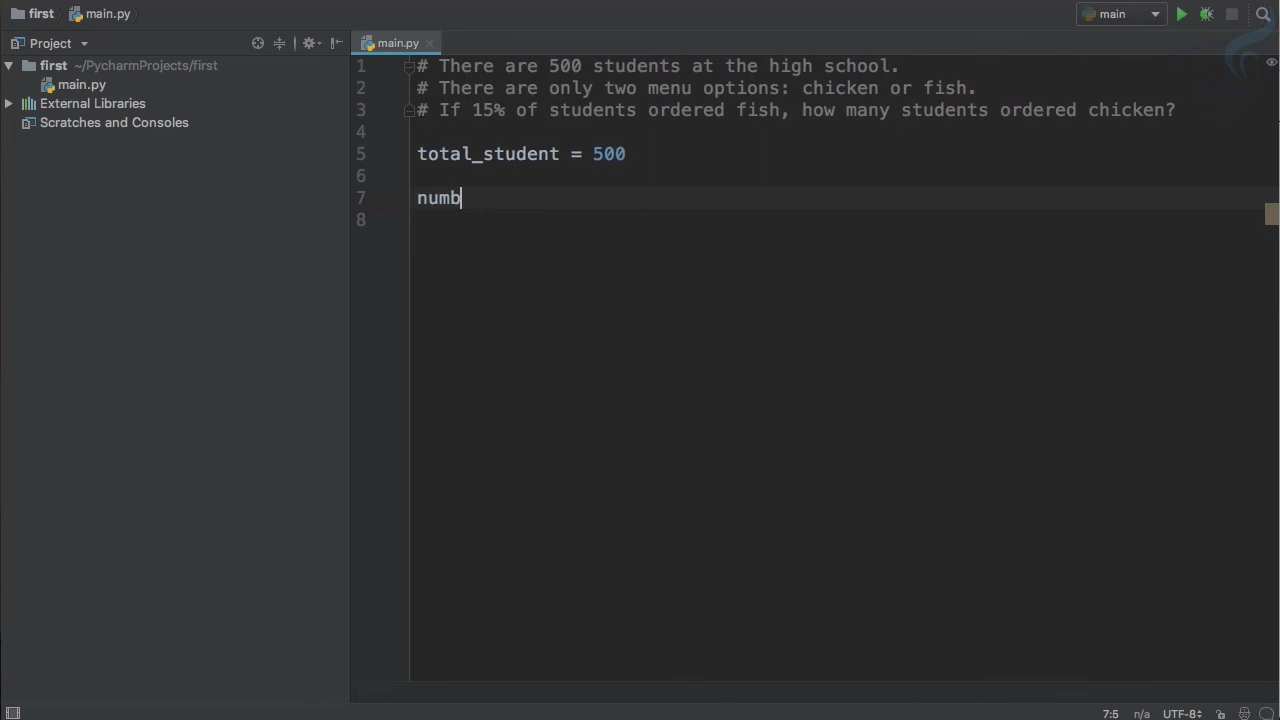 first main.py
main
Project
main.py
first ~/PycharmProjects/first
main.py
External Libraries
Scratches and Consoles
1 # There are 500 students at the high school.
2 # There are only two menu options: chicken or fish.
3 # If 15% of students ordered fish, how many students ordered chicken?
4
5 total_student = 500
6
7 numb
8
7:5 n/a UTF-8